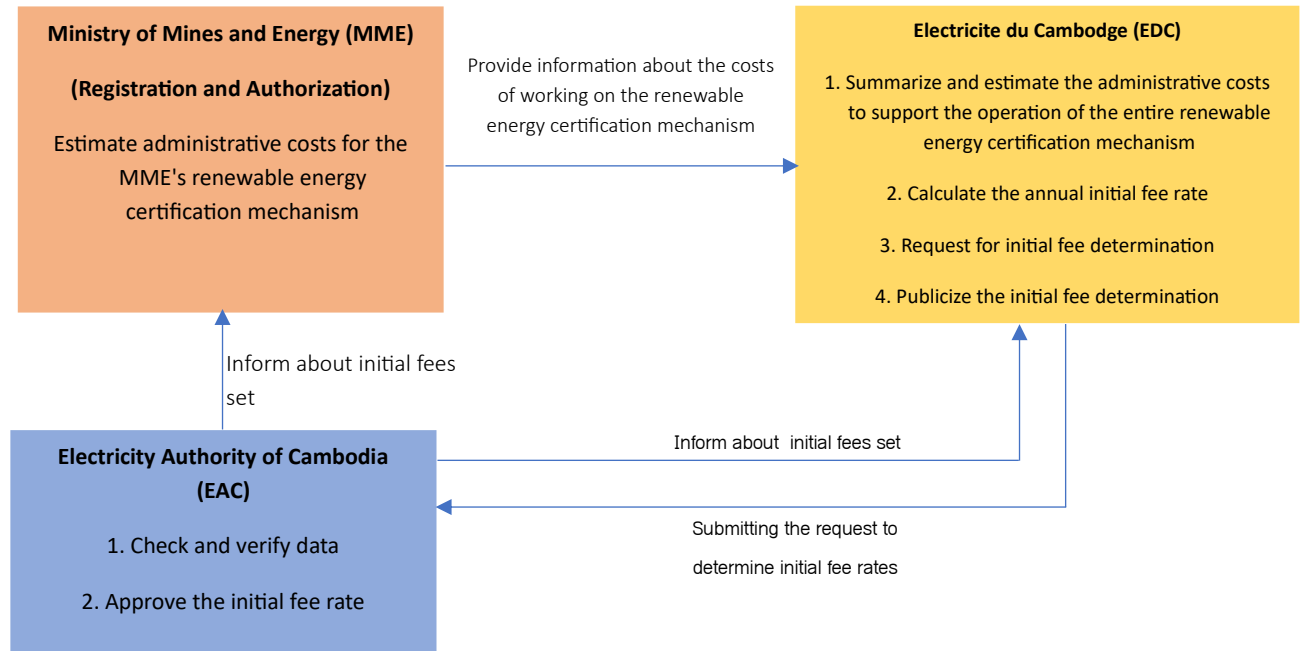 Ministry of Mines and Energy (MME)
(Registration and Authorization)
Estimate administrative costs for the
MME's renewable energy
certification mechanism
Provide information about the costs
of working on the renewable
energy certification mechanism
Electricite du Cambodge (EDC)
1. Summarize and estimate the administrative costs
to support the operation of the entire renewable
energy certification mechanism
2. Calculate the annual initial fee rate
3. Request for initial fee determination
4. Publicize the initial fee determination
Inform about initial fees
set
Electricity Authority of Cambodia
(EAC)
1. Check and verify data
2. Approve the initial fee rate
Inform about initial fees set
Submitting the request to
determine initial fee rates